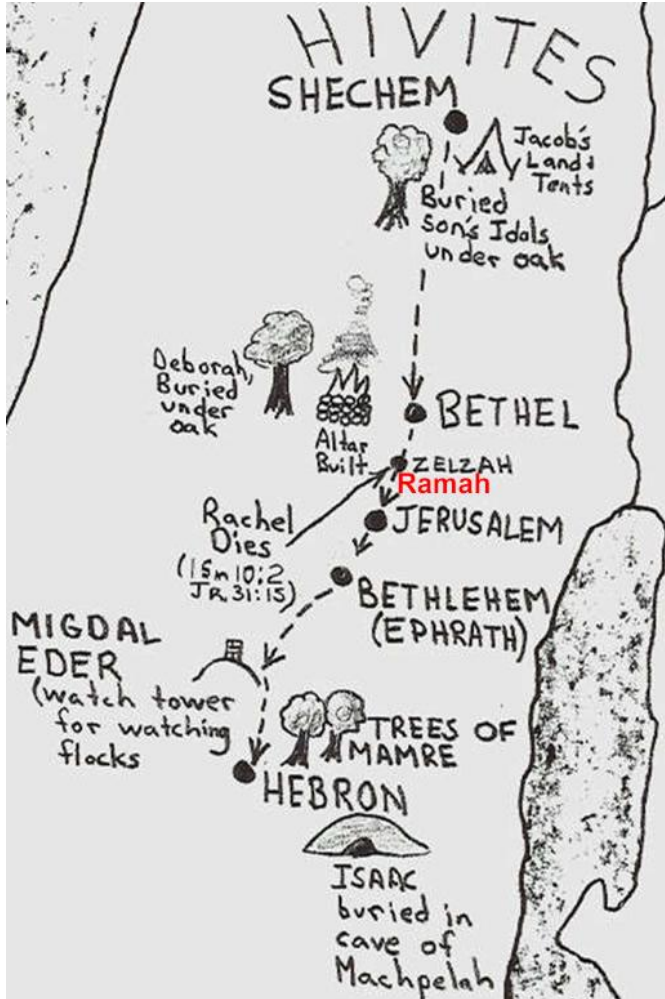 HIVITES
SHECHEM
Jacob's
Land &
Tents
Buried
Son's Idols
under oak
Deborah,
Buried
under
oak
Altar
Built
BETHEL
ZELZAH
Ramah
Rachel
Dies
(1 Sm 10:2
JR 31:15)
JERUSALEM
BETHLEHEM
(EPHRATH)
MIGDAL
EDER
(watch tower
for watching
flocks
TREES OF
MAMRE
HEBRON
ISAAC
buried in
cave of
Machpelah